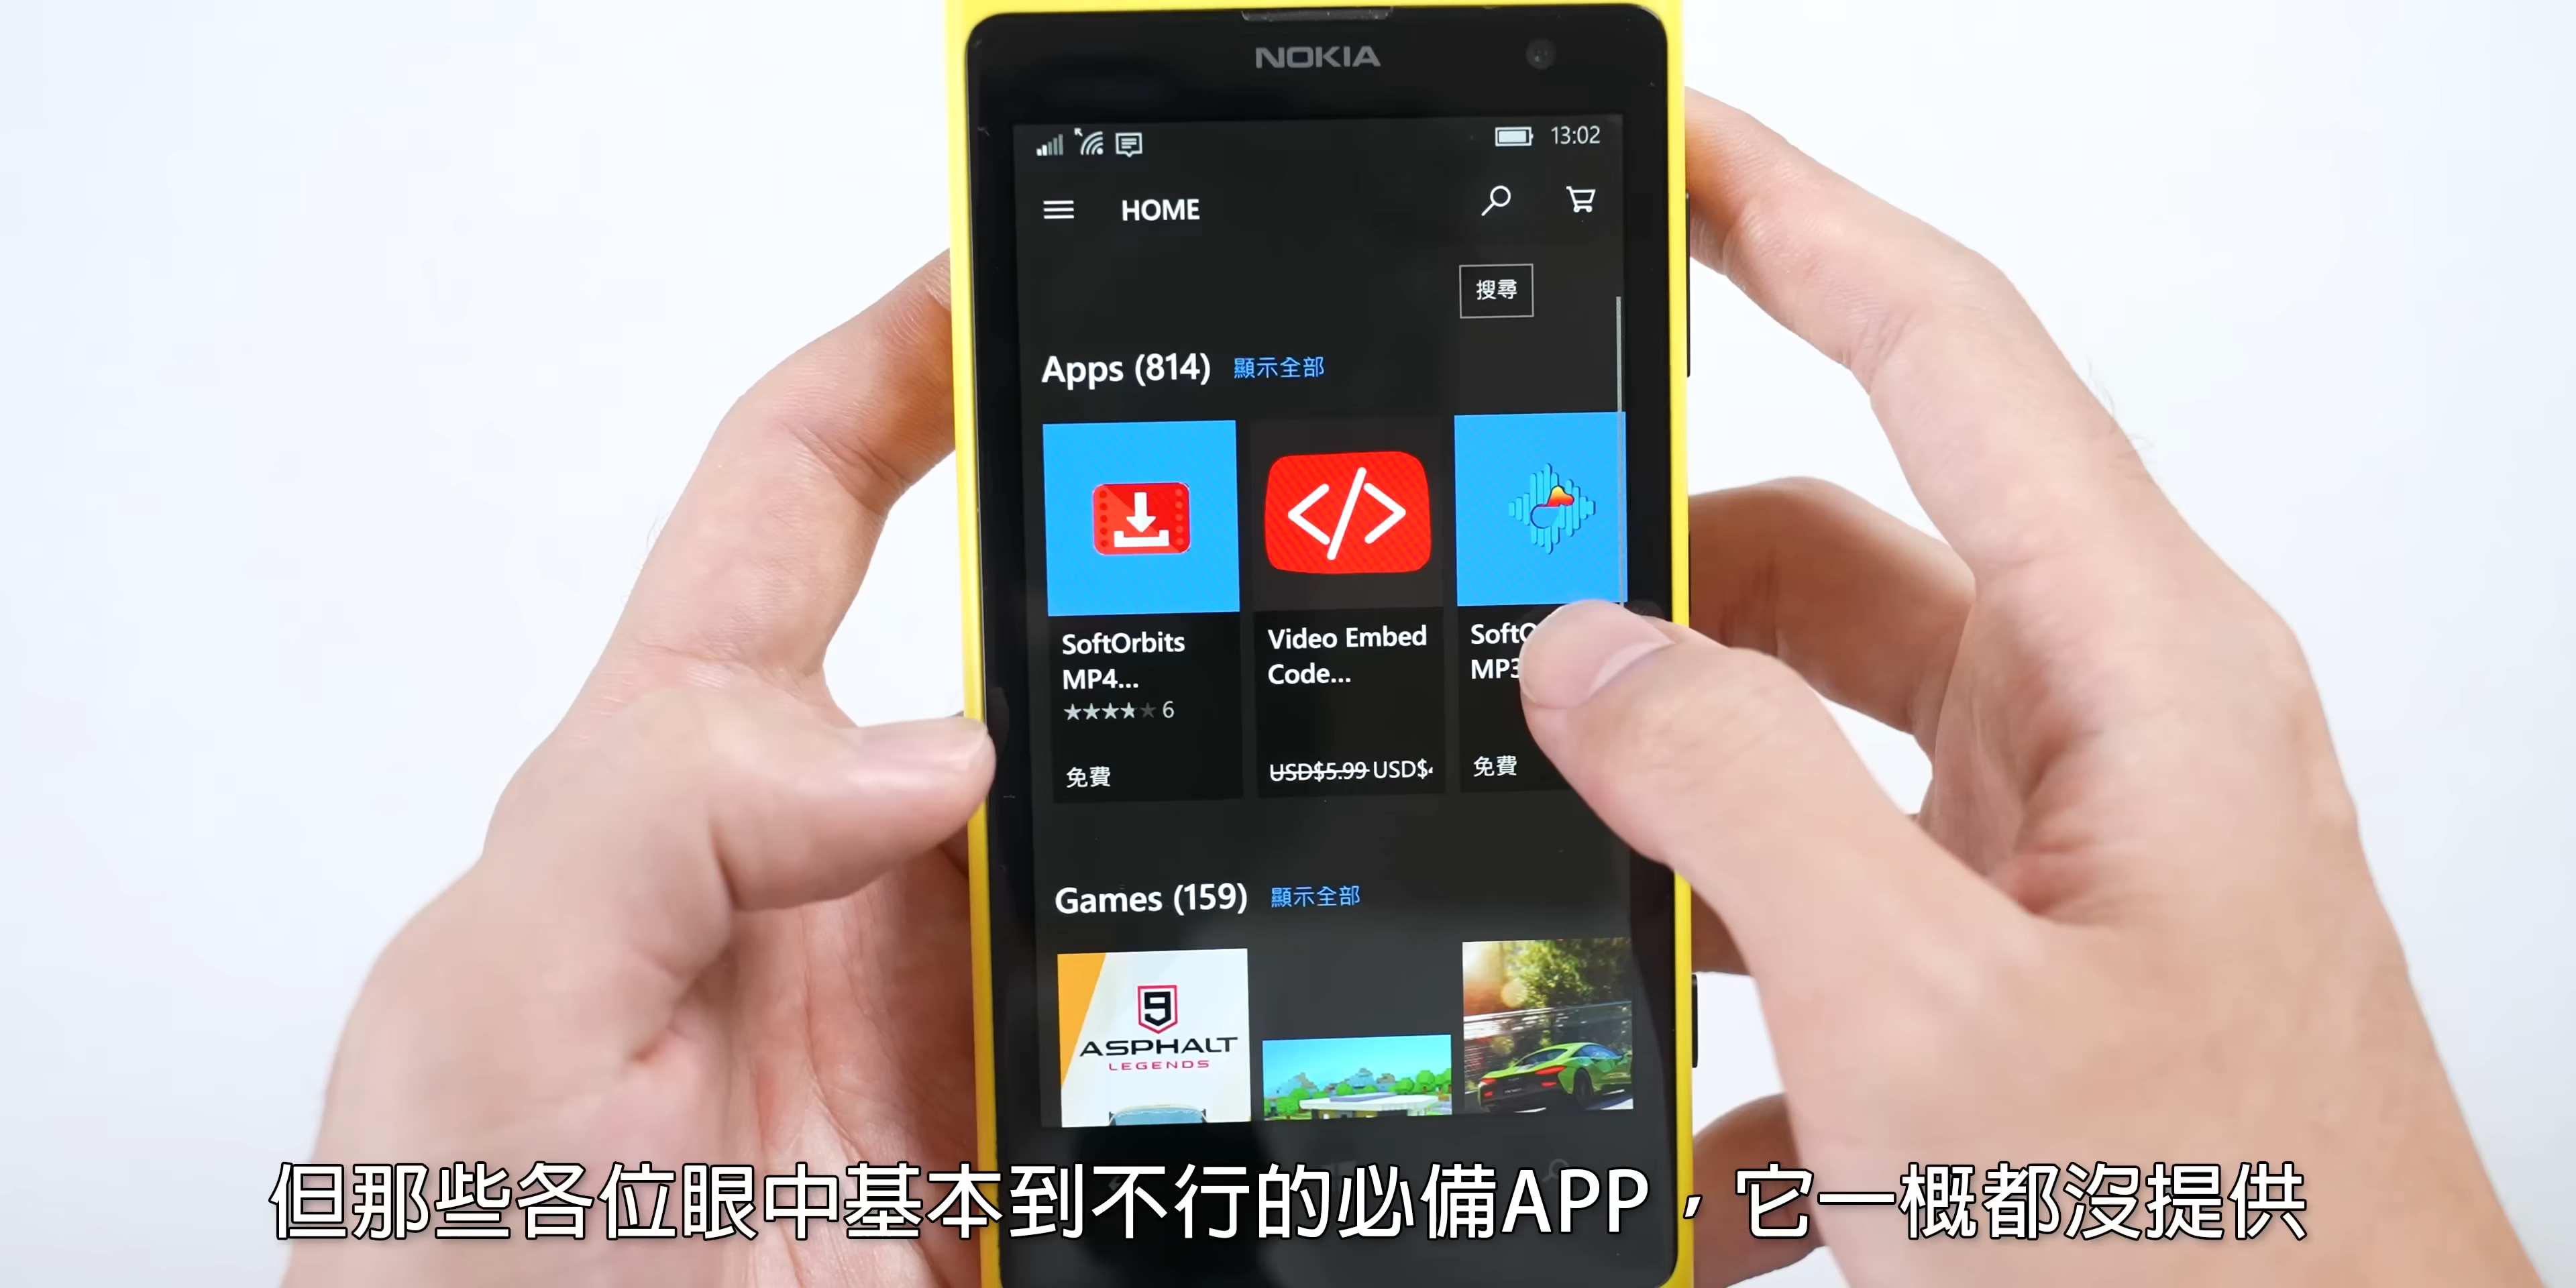 NOKIA
13:02
HOME
搜尋
Apps (814) 顯示全部
SoftOrbits
MP4...
6
免費
Video Embed
Code...
USD$5.99 USD$
MP3
免費
Games (159) 顯示全部
9
ASPHALT
LEGENDS
但那些各位眼中基本到不行的必備APP，它一概都沒提供